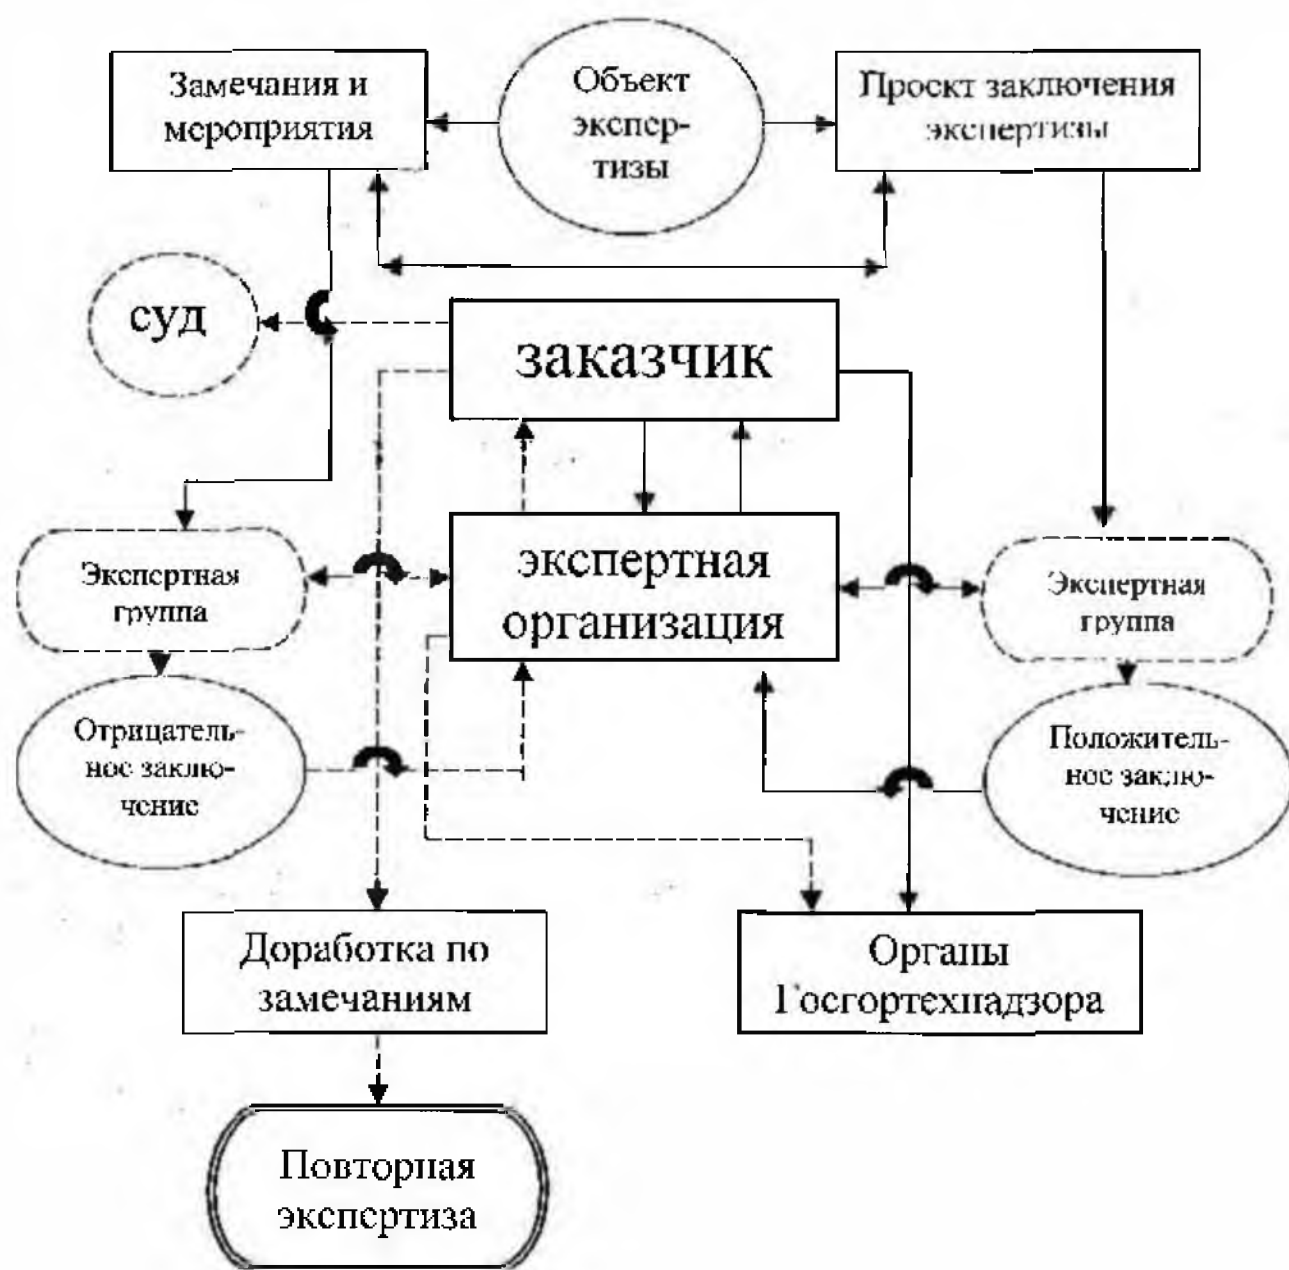 Замечания и
мероприятия
Объект
экспер-
тизы
Проект заключения
экспертизы
суд
заказчик
Экспертная
группа
экспертная
организация
Экспертная
группа
Отрицатель-
ное заклю-
чение
Положитель-
ное заклю-
чение
Доработка по
замечаниям
Органы
Госгортехнадзора
Повторная
экспертиза